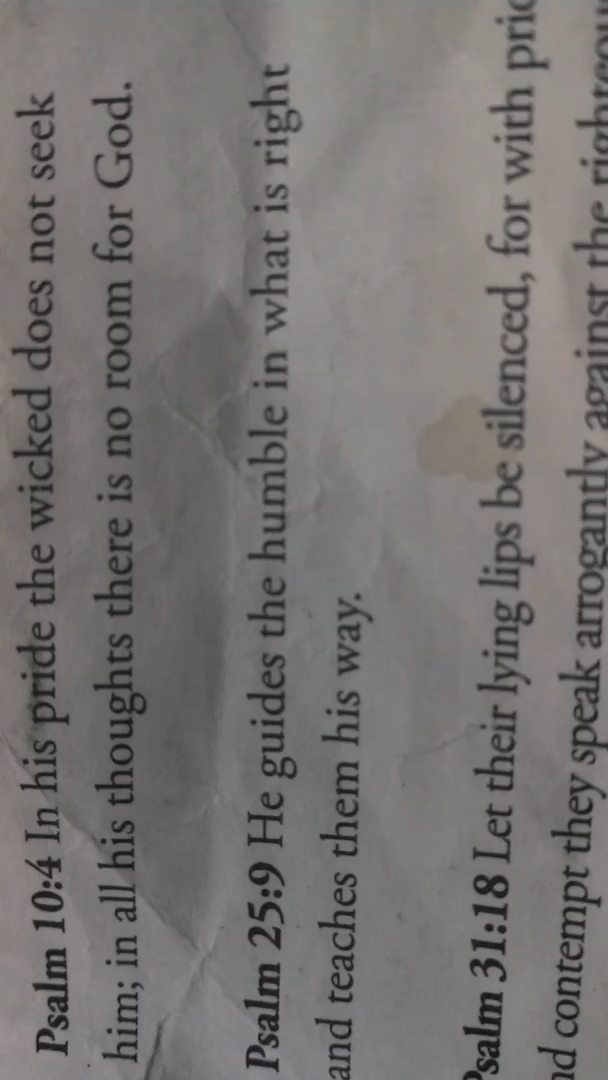 Psalm 10:4 In his pride the wicked does not seek
him; in all his thoughts there is no room for God.
Psalm 25:9 He guides the humble in what is right
and teaches them his way.
Psalm 31:18 Let their lying lips be silenced, for with
contempt they speak arrogantly against the